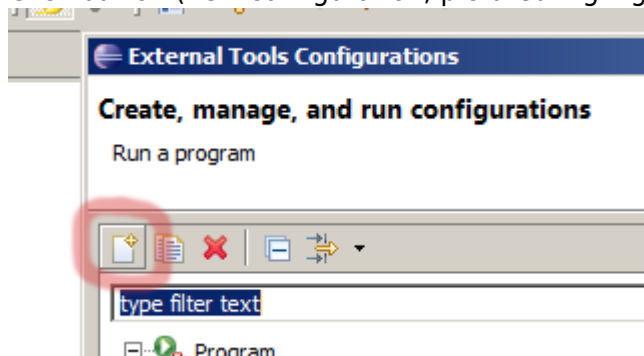 External Tools Configurations
Create, manage, and run configurations
Run a program
type filter text
Program